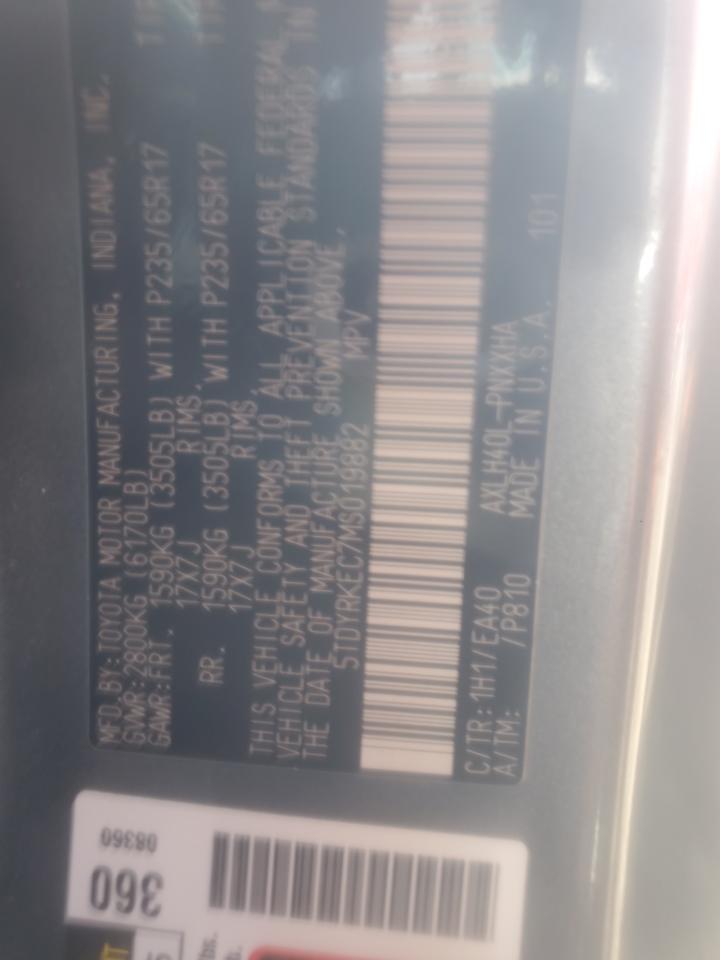 MFD.BY:TOYOTA MOTOR MANUFACTURING, INDIANA, INC.
GVWR:2800KG (6170LB)
GAWR:FRT. 1590KG (3505LB) WITH P235/65R17
17X7J RIMS,
RR. 1590KG (3505LB) WITH P235/65R17
17X7J RIMS,
THIS VEHICLE CONFORMS TO ALL APPLICABLE FEDERAL
VEHICLE SAFETY AND THEFT PREVENTION STANDARDS IN
THE DATE OF MANUFACTURE SHOWN ABOVE.
5TDYRKEC7MS019882 MPV
C/TR:1H1/EA40 AXLH40L-PNXXHA
A/TM: /P810 MADE IN U.S.A. 101
360
08360